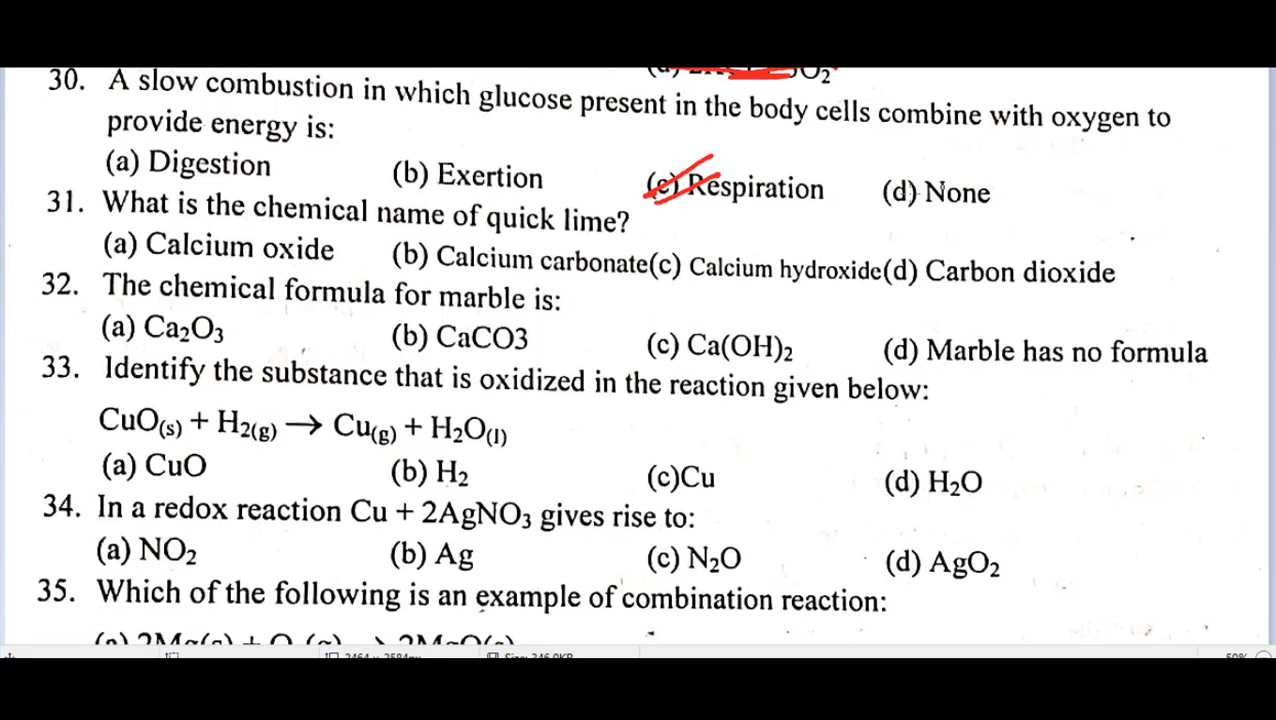 30. A slow combustion in which glucose present in the body cells combine with oxygen to
provide energy is:
(a) Digestion (b) Exertion (c) Respiration (d) None
31. What is the chemical name of quick lime?
(a) Calcium oxide (b) Calcium carbonate(c) Calcium hydroxide(d) Carbon dioxide
32. The chemical formula for marble is:
(a) Ca₂O₃ (b) CaCO3 (c) Ca(OH)₂ (d) Marble has no formula
33. Identify the substance that is oxidized in the reaction given below:
CuO(s) + H₂(g) → Cu(g) + H₂O(l)
(a) CuO (b) H₂ (c)Cu (d) H₂O
34. In a redox reaction Cu + 2AgNO₃ gives rise to:
(a) NO₂ (b) Ag (c) N₂O (d) AgO₂
35. Which of the following is an example of combination reaction: